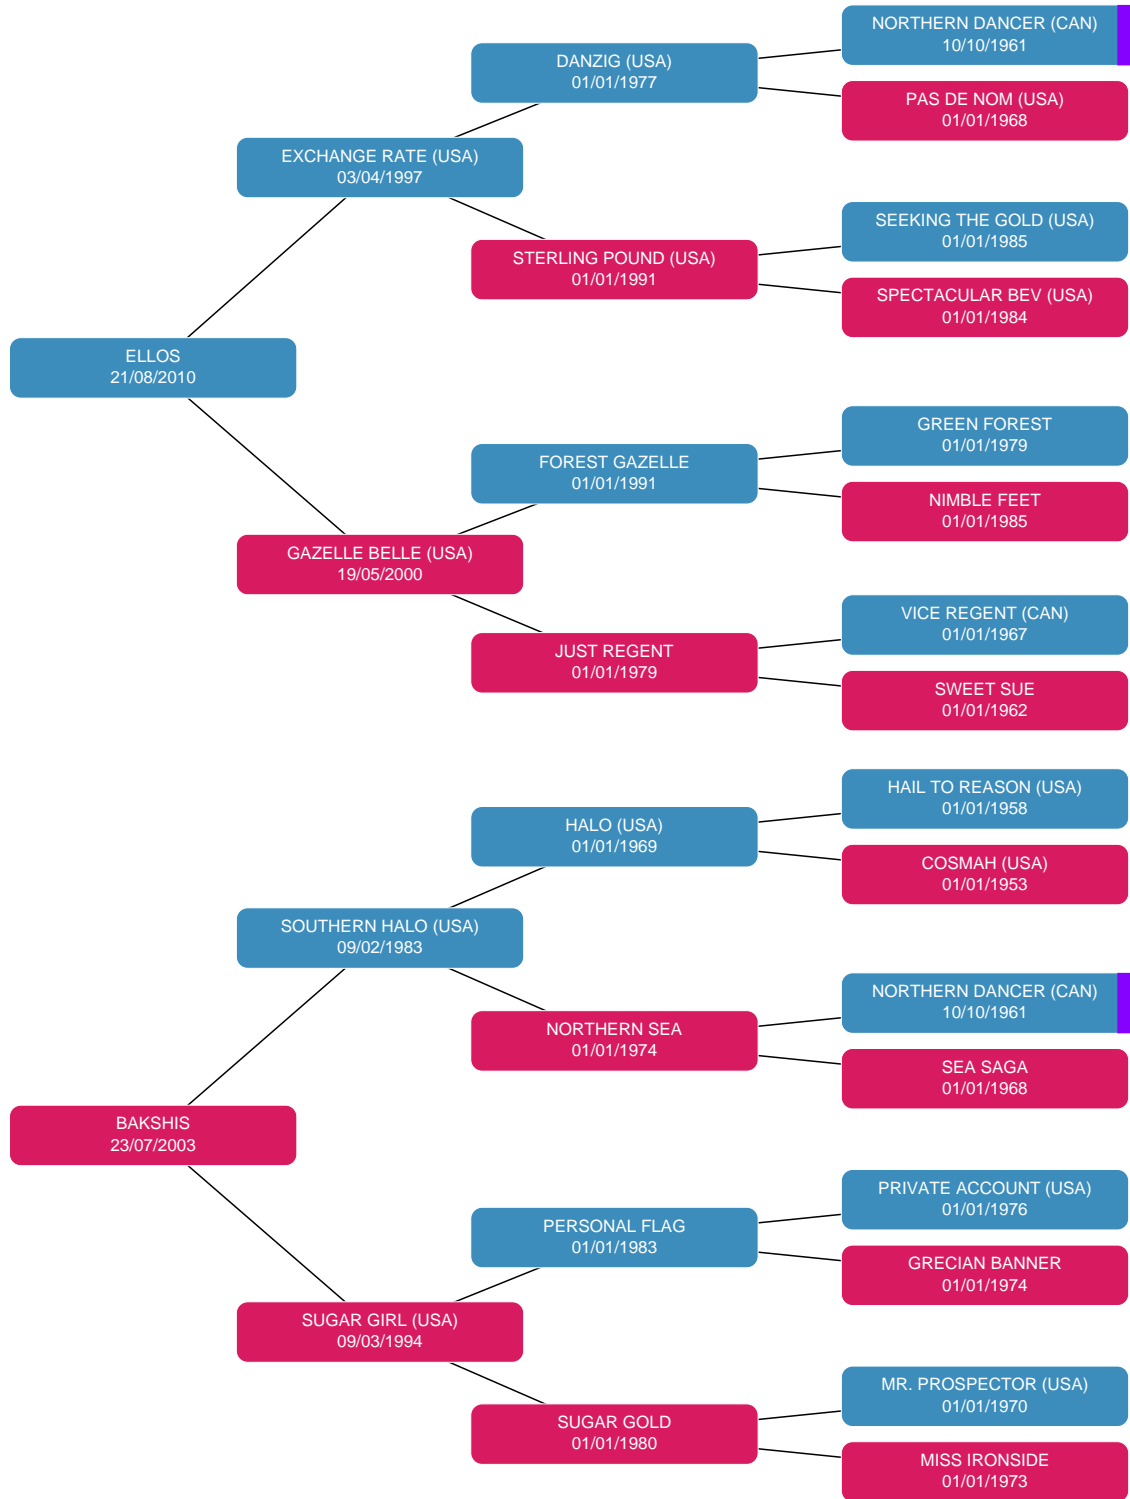 NORTHERN DANCER (CAN)
10/10/1961
DANZIG (USA)
01/01/1977
PAS DE NOM (USA)
01/01/1968
EXCHANGE RATE (USA)
03/04/1997
SEEKING THE GOLD (USA)
01/01/1985
STERLING POUND (USA)
01/01/1991
SPECTACULAR BEV (USA)
01/01/1984
ELLOS
21/08/2010
GREEN FOREST
01/01/1979
FOREST GAZELLE
01/01/1991
NIMBLE FEET
01/01/1985
GAZELLE BELLE (USA)
19/05/2000
VICE REGENT (CAN)
01/01/1967
JUST REGENT
01/01/1979
SWEET SUE
01/01/1962
HAIL TO REASON (USA)
01/01/1958
HALO (USA)
01/01/1969
COSMAH (USA)
01/01/1953
SOUTHERN HALO (USA)
09/02/1983
NORTHERN DANCER (CAN)
10/10/1961
NORTHERN SEA
01/01/1974
SEA SAGA
01/01/1968
BAKSHIS
23/07/2003
PRIVATE ACCOUNT (USA)
01/01/1976
PERSONAL FLAG
01/01/1983
GRECIAN BANNER
01/01/1974
SUGAR GIRL (USA)
09/03/1994
MR. PROSPECTOR (USA)
01/01/1970
SUGAR GOLD
01/01/1980
MISS IRONSIDE
01/01/1973